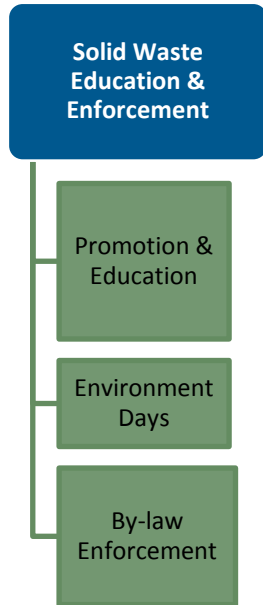 Solid Waste
Education &
Enforcement
Promotion &
Education
Environment
Days
By-law
Enforcement